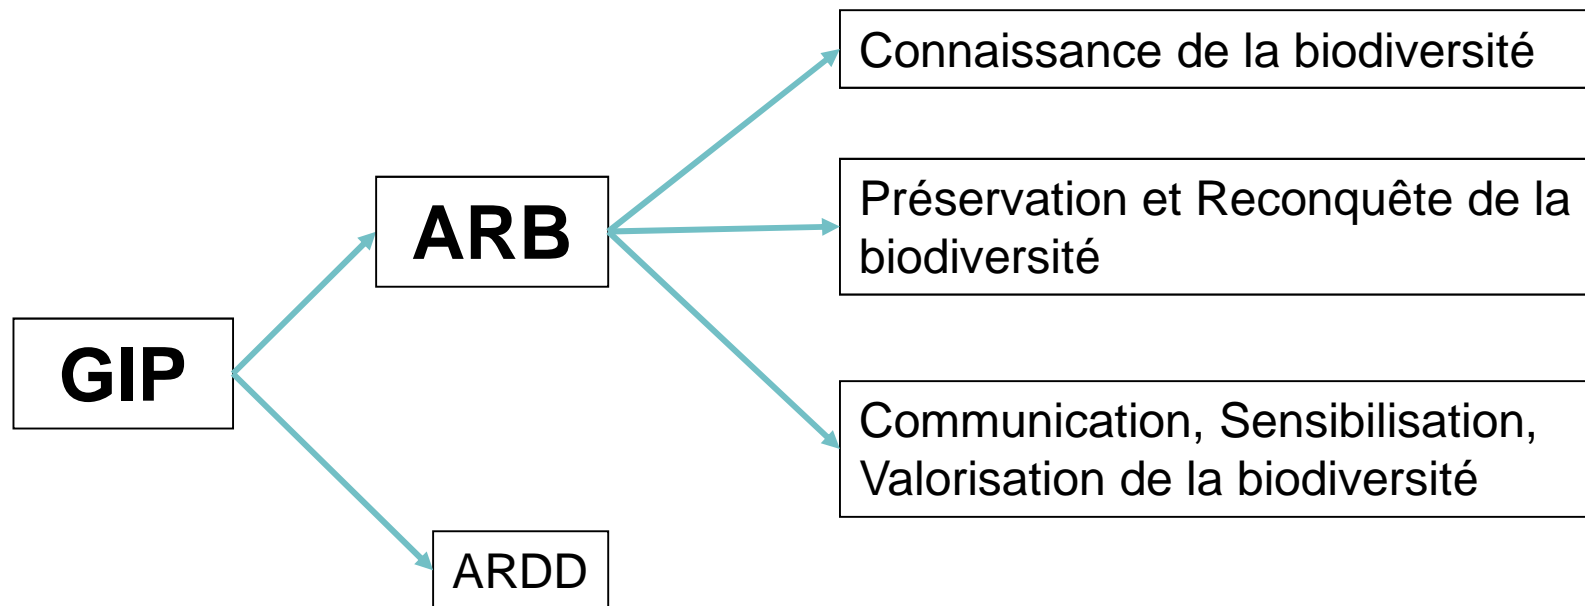 GIP
ARB
ARDD
Connaissance de la biodiversité
Préservation et Reconquête de la
biodiversité
Communication, Sensibilisation,
Valorisation de la biodiversité